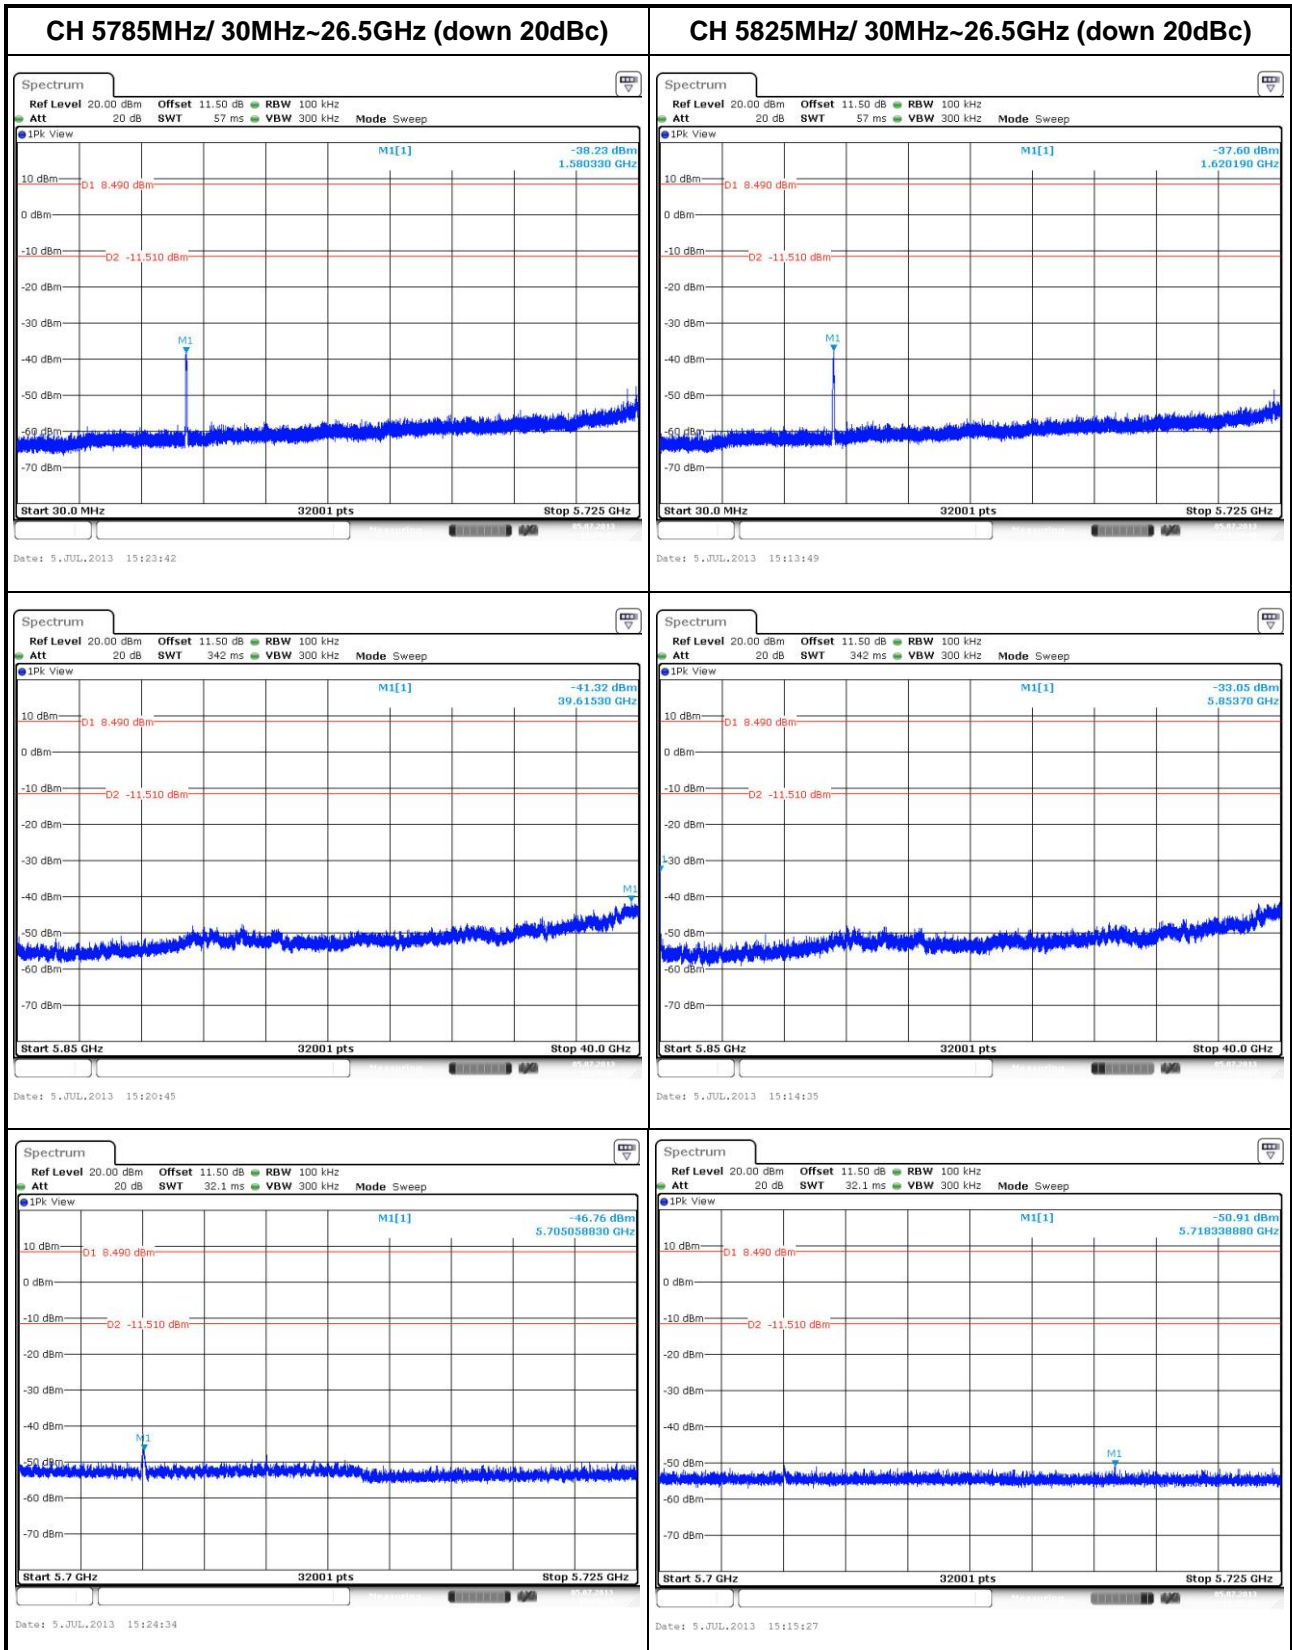 CH 5785MHz/ 30MHz~26.5GHz (down 20dBc)
CH 5825MHz/ 30MHz~26.5GHz (down 20dBc)
Spectrum
Ref Level 20.00 dBm Offset 11.50 dB RBW 100 kHz
Att 20 dB SWT 57 ms VBW 300 kHz Mode Sweep
1Pk View
M1[1] -38.23 dBm
1.580330 GHz
10 dBm
D1 8.490 dBm
0 dBm
-10 dBm
D2 -11.510 dBm
-20 dBm
-30 dBm
M1
-40 dBm
-50 dBm
-60 dBm
-70 dBm
Start 30.0 MHz 32001 pts Stop 5.725 GHz
Date: 5.JUL.2013 15:23:42
Spectrum
Ref Level 20.00 dBm Offset 11.50 dB RBW 100 kHz
Att 20 dB SWT 57 ms VBW 300 kHz Mode Sweep
1Pk View
M1[1] -37.60 dBm
1.620190 GHz
10 dBm
D1 8.490 dBm
0 dBm
-10 dBm
D2 -11.510 dBm
-20 dBm
-30 dBm
M1
-40 dBm
-50 dBm
-60 dBm
-70 dBm
Start 30.0 MHz 32001 pts Stop 5.725 GHz
Date: 5.JUL.2013 15:13:49
Spectrum
Ref Level 20.00 dBm Offset 11.50 dB RBW 100 kHz
Att 20 dB SWT 342 ms VBW 300 kHz Mode Sweep
1Pk View
M1[1] -41.32 dBm
39.61530 GHz
10 dBm
D1 8.490 dBm
0 dBm
-10 dBm
D2 -11.510 dBm
-20 dBm
-30 dBm
-40 dBm
M1
-50 dBm
-60 dBm
-70 dBm
Start 5.85 GHz 32001 pts Stop 40.0 GHz
Date: 5.JUL.2013 15:20:45
Spectrum
Ref Level 20.00 dBm Offset 11.50 dB RBW 100 kHz
Att 20 dB SWT 342 ms VBW 300 kHz Mode Sweep
1Pk View
M1[1] -33.05 dBm
5.85370 GHz
10 dBm
D1 8.490 dBm
0 dBm
-10 dBm
D2 -11.510 dBm
-20 dBm
-30 dBm
-40 dBm
-50 dBm
-60 dBm
-70 dBm
Start 5.85 GHz 32001 pts Stop 40.0 GHz
Date: 5.JUL.2013 15:14:35
Spectrum
Ref Level 20.00 dBm Offset 11.50 dB RBW 100 kHz
Att 20 dB SWT 32.1 ms VBW 300 kHz Mode Sweep
1Pk View
M1[1] -46.76 dBm
5.705058830 GHz
10 dBm
D1 8.490 dBm
0 dBm
-10 dBm
D2 -11.510 dBm
-20 dBm
-30 dBm
-40 dBm
M1
-50 dBm
-60 dBm
-70 dBm
Start 5.7 GHz 32001 pts Stop 5.725 GHz
Date: 5.JUL.2013 15:24:34
Spectrum
Ref Level 20.00 dBm Offset 11.50 dB RBW 100 kHz
Att 20 dB SWT 32.1 ms VBW 300 kHz Mode Sweep
1Pk View
M1[1] -50.91 dBm
5.718338880 GHz
10 dBm
D1 8.490 dBm
0 dBm
-10 dBm
D2 -11.510 dBm
-20 dBm
-30 dBm
-40 dBm
M1
-50 dBm
-60 dBm
-70 dBm
Start 5.7 GHz 32001 pts Stop 5.725 GHz
Date: 5.JUL.2013 15:15:27